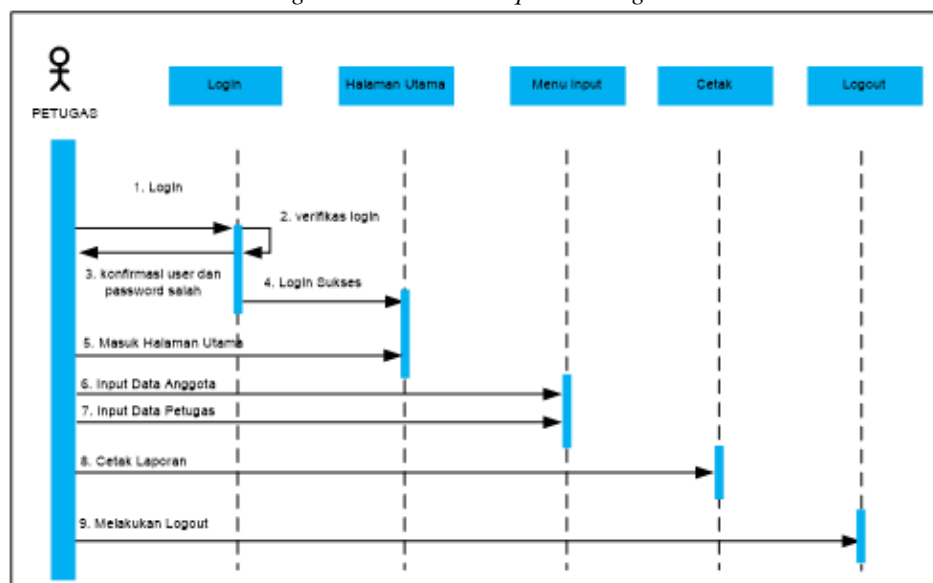 Login
Halaman Utama
Menu Input
Cetak
Logout
PETUGAS
1. Login
2. verifikas login
3. konfirmasi user dan
password salah
4. Login Sukses
5. Masuk Halaman Utama
6. Input Data Anggota
7. Input Data Petugas
8. Cetak Laporan
9. Melakukan Logout